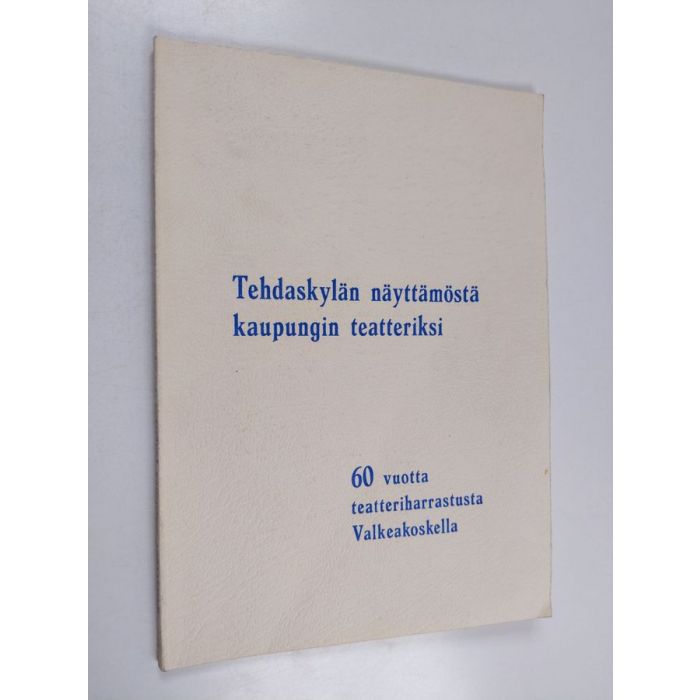 Tehdaskylän näyttämöstä
kaupungin teatteriksi
60 vuotta
teatteriharrastusta
Valkeakoskella